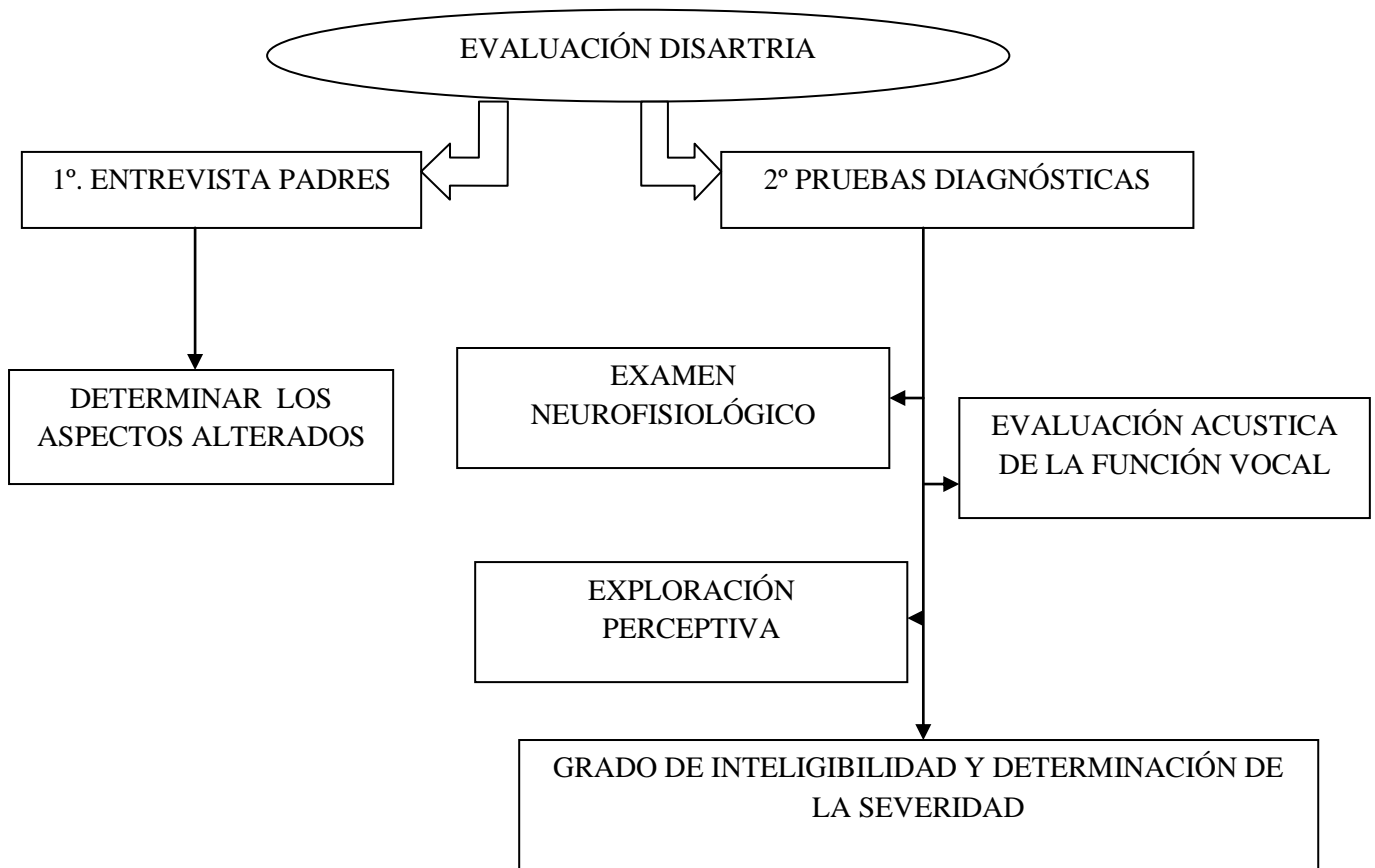 EVALUACIÓN DISARTRIA
1º. ENTREVISTA PADRES
2º PRUEBAS DIAGNÓSTICAS
DETERMINAR LOS
ASPECTOS ALTERADOS
EXAMEN
NEUROFISIOLÓGICO
EVALUACIÓN ACUSTICA
DE LA FUNCIÓN VOCAL
EXPLORACIÓN
PERCEPTIVA
GRADO DE INTELIGIBILIDAD Y DETERMINACIÓN DE
LA SEVERIDAD